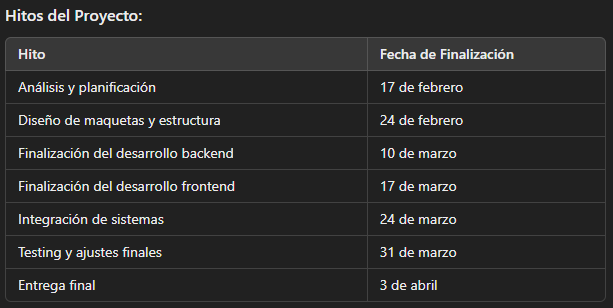 Hitos del Proyecto:
Hito Fecha de Finalización
Análisis y planificación 17 de febrero
Diseño de maquetas y estructura 24 de febrero
Finalización del desarrollo backend 10 de marzo
Finalización del desarrollo frontend 17 de marzo
Integración de sistemas 24 de marzo
Testing y ajustes finales 31 de marzo
Entrega final 3 de abril